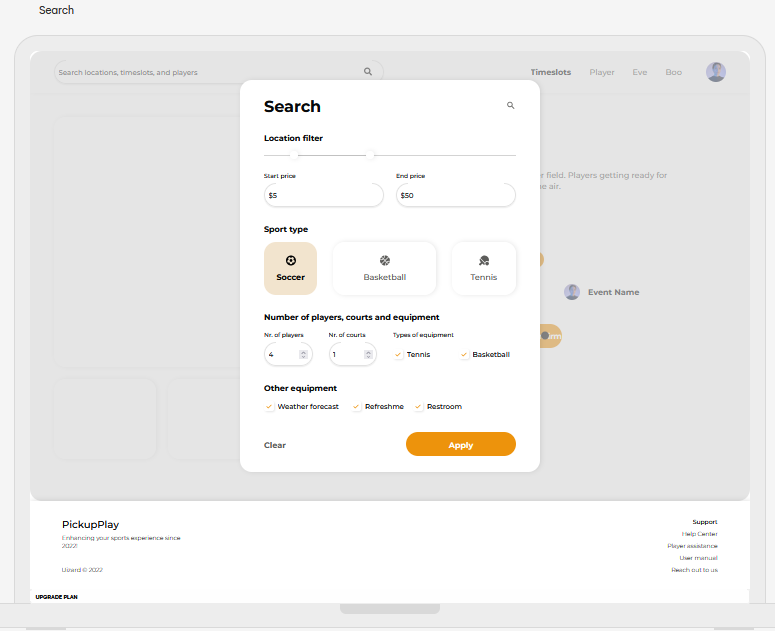 Search
Search locations, timeslots, and players
Timeslots Player Eve Boo
Search
Location filter
Start price End price
$5 $50
r field. Players getting ready for
e air.
Sport type
Soccer Basketball Tennis
Event Name
Number of players, courts and equipment
Nr. of players Nr. of courts Types of equipment
4 1 Tennis Basketball
Other equipment
Weather forecast Refreshme Restroom
Clear Apply
PickupPlay
Enhancing your sports experience since
2022!
Uizard © 2022
Support
Help Center
Player assistance
User manual
Reach out to us
UPGRADE PLAN